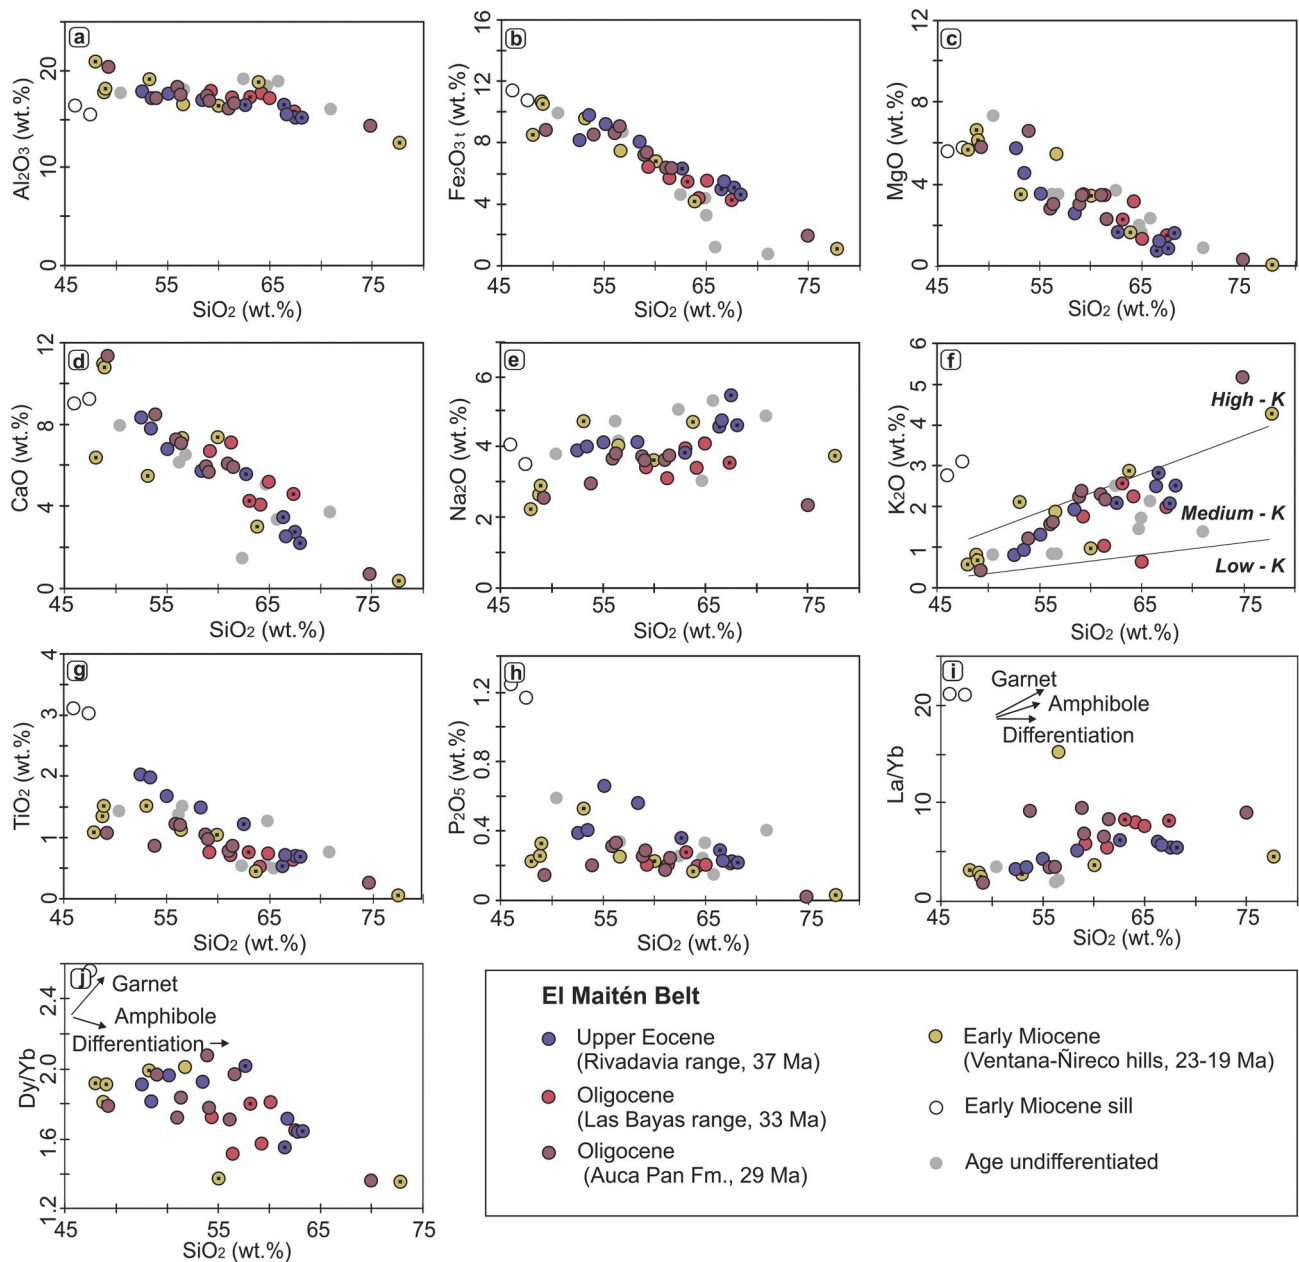 a
Al2O3 (wt.%)
20
10
0
45
55
65
75
SiO2 (wt.%)
b
Fe2O3 t (wt.%)
16
12
8
4
0
45
55
65
75
SiO2 (wt.%)
c
MgO (wt.%)
12
8
4
0
45
55
65
75
SiO2 (wt.%)
d
CaO (wt.%)
12
8
4
0
45
55
65
75
SiO2 (wt.%)
e
Na2O (wt.%)
6
4
2
0
45
55
65
75
SiO2 (wt.%)
f
K2O (wt.%)
6
5
4
3
2
1
0
High - K
Medium - K
Low - K
45
55
65
75
SiO2 (wt.%)
g
TiO2 (wt.%)
4
3
2
1
0
45
55
65
75
SiO2 (wt.%)
h
P2O5 (wt.%)
1.2
0.8
0.4
0
45
55
65
75
SiO2 (wt.%)
i
La/Yb
20
10
0
Garnet
Amphibole
Differentiation
45
55
65
75
SiO2 (wt.%)
j
Dy/Yb
2.4
2.0
1.6
1.2
Garnet
Amphibole
Differentiation
45
55
65
75
SiO2 (wt.%)
El Maitén Belt
Upper Eocene
(Rivadavia range, 37 Ma)
Oligocene
(Las Bayas range, 33 Ma)
Oligocene
(Auca Pan Fm., 29 Ma)
Early Miocene
(Ventana-Ñireco hills, 23-19 Ma)
Early Miocene sill
Age undifferentiated